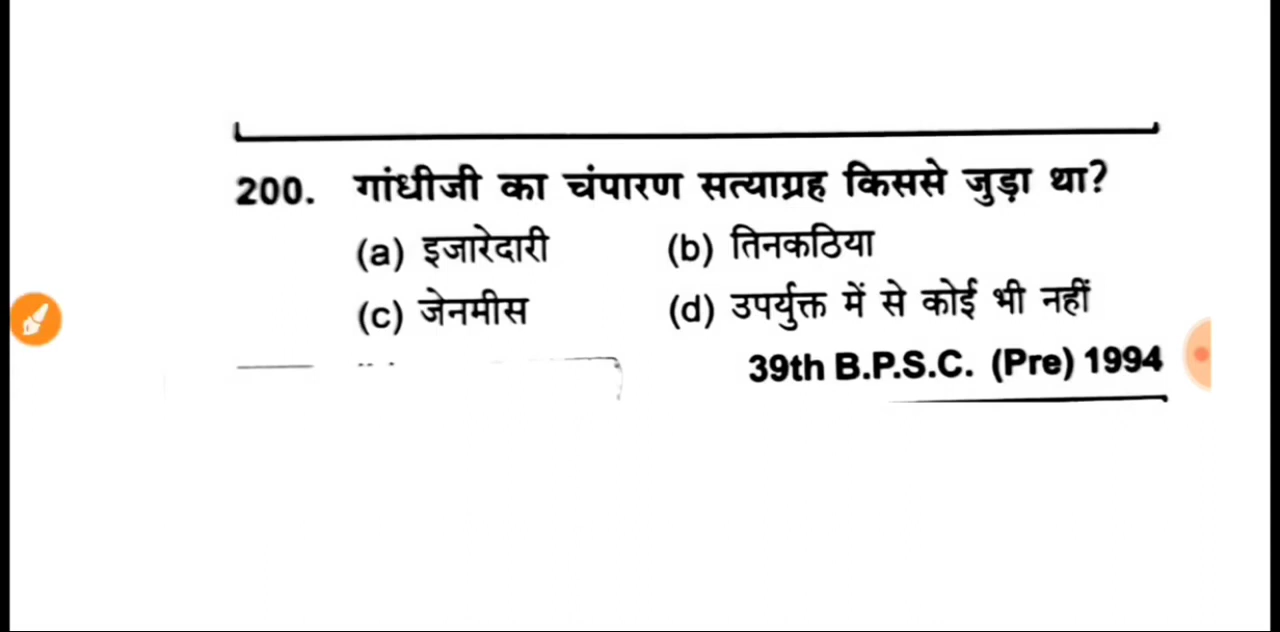 200. गांधीजी का चंपारण सत्याग्रह किससे जुड़ा था?
(a) इजारेदारी (b) तिनकठिया
(c) जेनमीस (d) उपर्युक्त में से कोई भी नहीं
39th B.P.S.C. (Pre) 1994